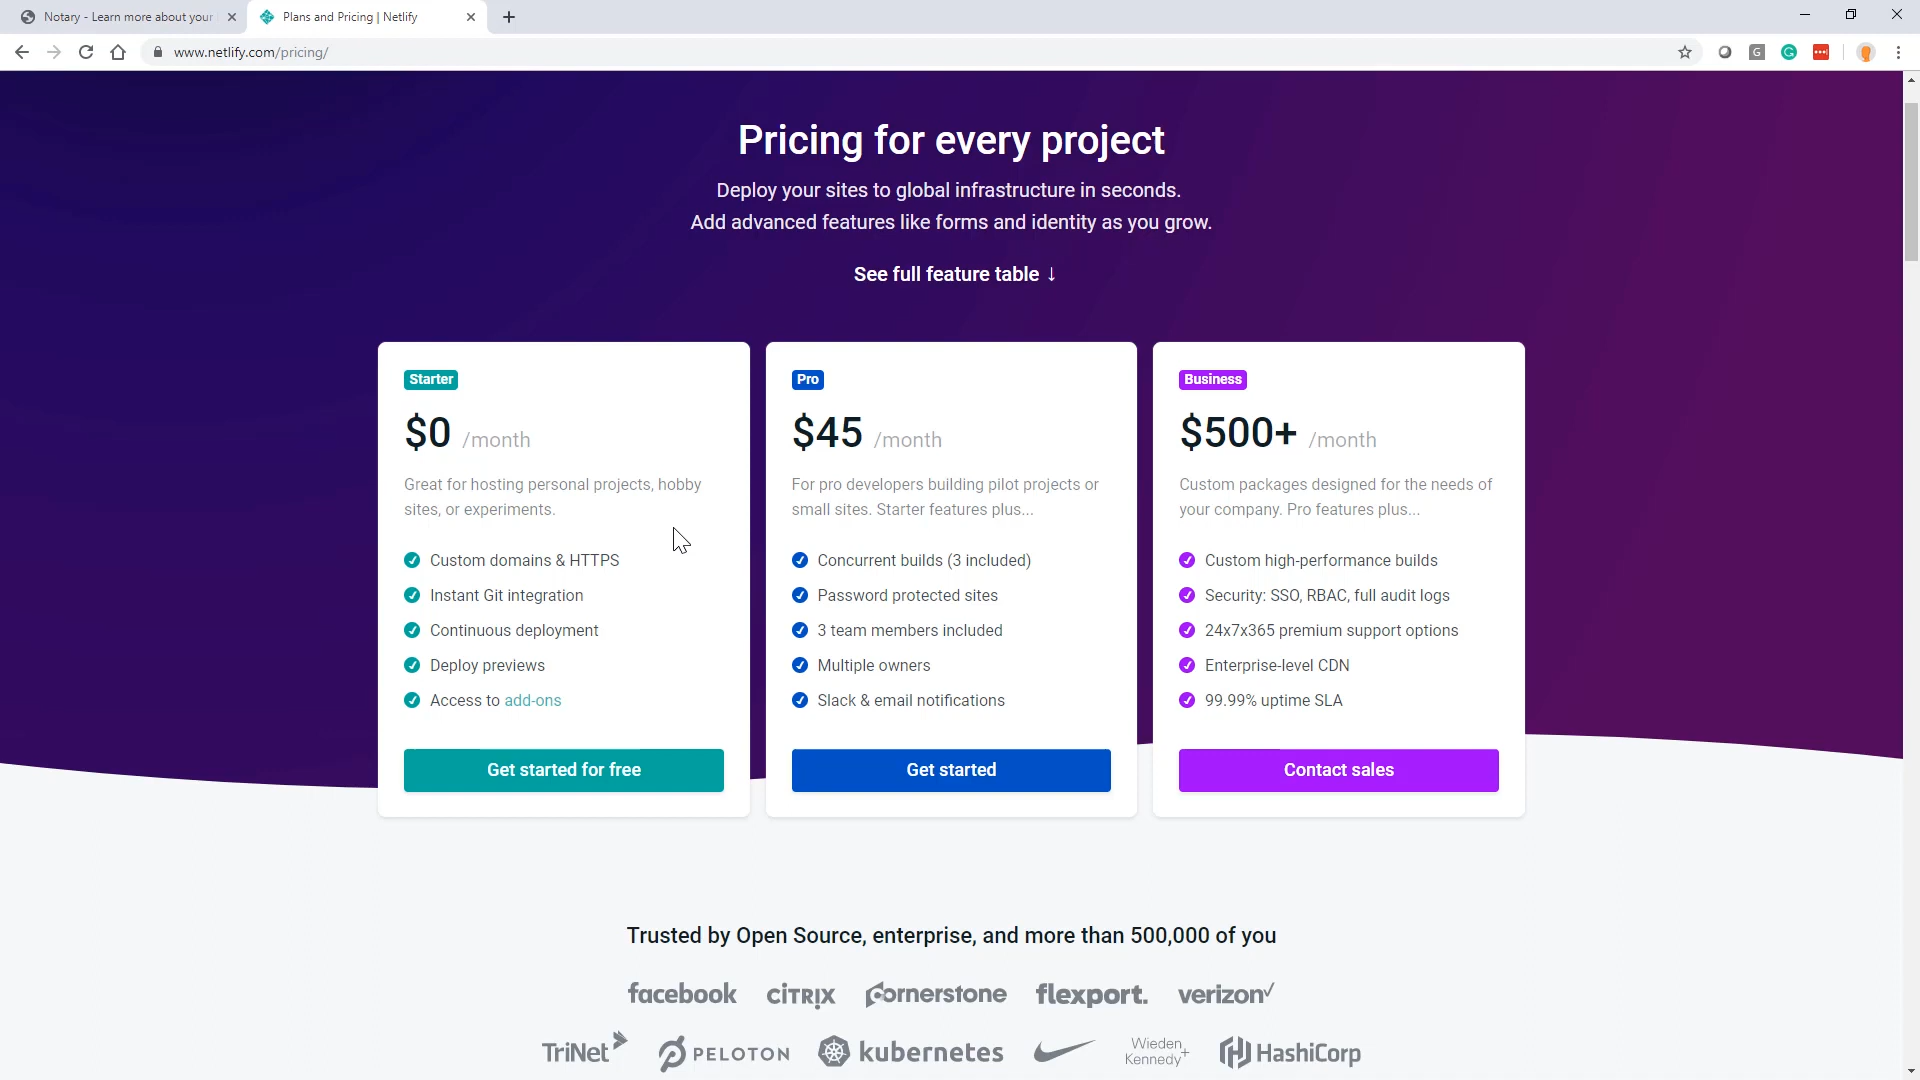 Notary - Learn more about your
Plans and Pricing | Netlify
www.netlify.com/pricing/
Pricing for every project
Deploy your sites to global infrastructure in seconds.
Add advanced features like forms and identity as you grow.
See full feature table ↓
Starter
$0 /month
Great for hosting personal projects, hobby
sites, or experiments.
Custom domains & HTTPS
Instant Git integration
Continuous deployment
Deploy previews
Access to add-ons
Get started for free
Pro
$45 /month
For pro developers building pilot projects or
small sites. Starter features plus...
Concurrent builds (3 included)
Password protected sites
3 team members included
Multiple owners
Slack & email notifications
Get started
Business
$500+ /month
Custom packages designed for the needs of
your company. Pro features plus...
Custom high-performance builds
Security: SSO, RBAC, full audit logs
24x7x365 premium support options
Enterprise-level CDN
99.99% uptime SLA
Contact sales
Trusted by Open Source, enterprise, and more than 500,000 of you
facebook CITRIX cornerstone flexport. verizon✓
TriNet PELOTON kubernetes Wieden+ Kennedy HashiCorp